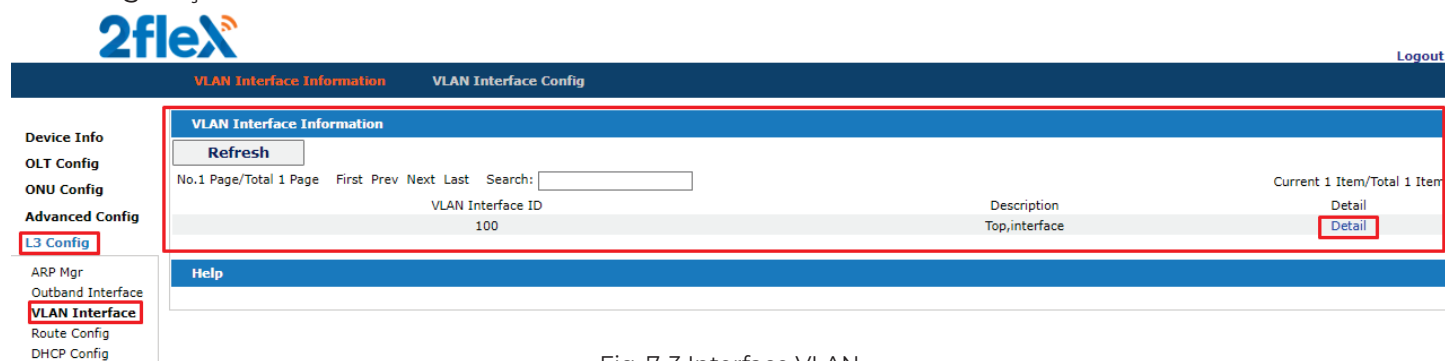 2flex
Logout
VLAN Interface Information VLAN Interface Config
VLAN Interface Information
Refresh
No.1 Page/Total 1 Page First Prev Next Last Search:
Current 1 Item/Total 1 Item
VLAN Interface ID Description Detail
100 Top,interface Detail
Help
Device Info
OLT Config
ONU Config
Advanced Config
L3 Config
ARP Mgr
Outband Interface
VLAN Interface
Route Config
DHCP Config